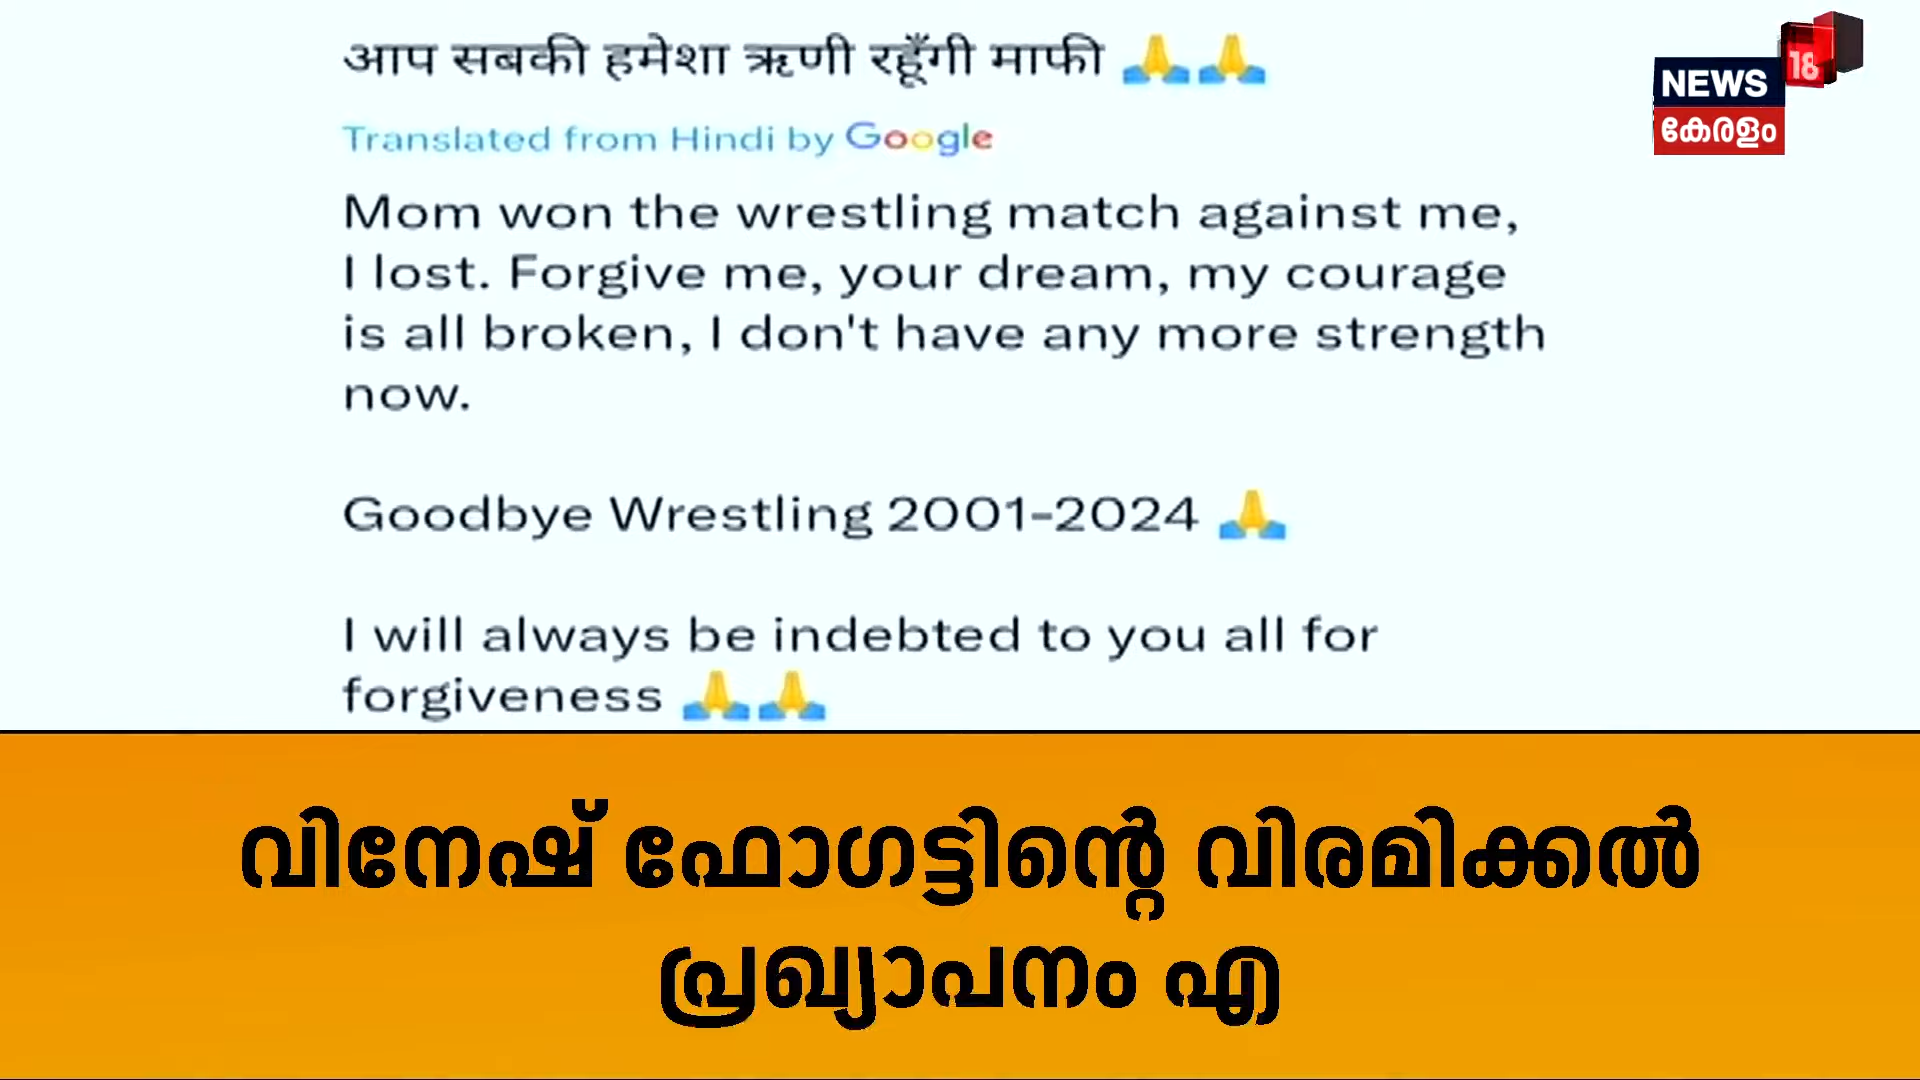 आप सबकी हमेशा ऋणी रहूँगी माफी 🙏🙏
NEWS 18
കേരളം
Translated from Hindi by Google
Mom won the wrestling match against me,
I lost. Forgive me, your dream, my courage
is all broken, I don't have any more strength
now.
Goodbye Wrestling 2001-2024 🙏
I will always be indebted to you all for
forgiveness 🙏🙏
വിനേഷ് ഫോഗട്ടിന്റെ വിരമിക്കൽ
പ്രഖ്യാപനം എ